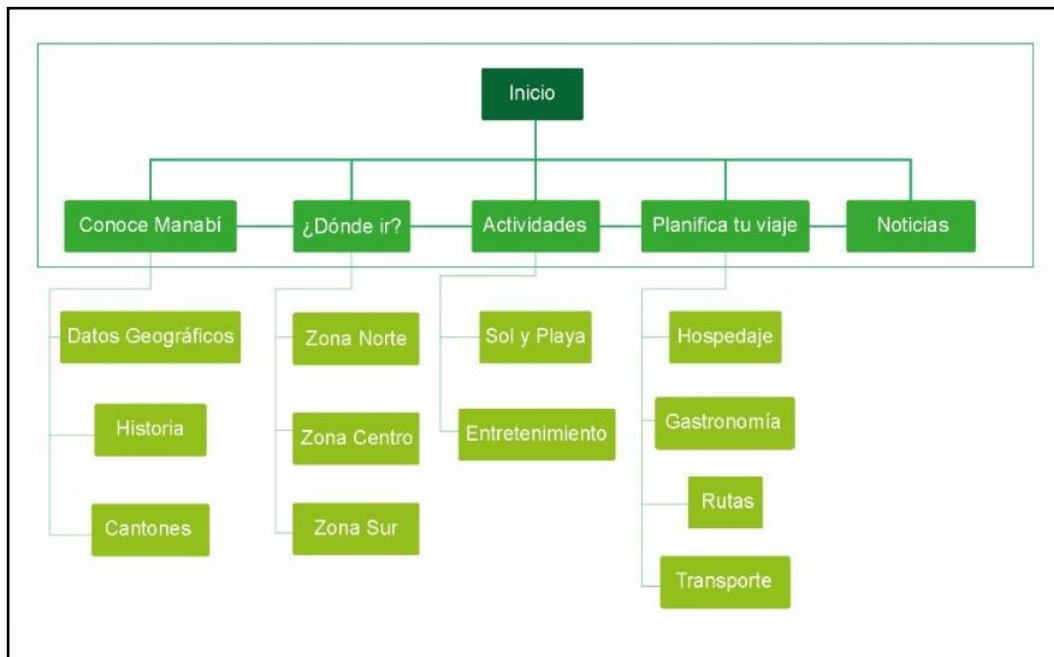 Inicio
Conoce Manabí
¿Dónde ir?
Actividades
Planifica tu viaje
Noticias
Datos Geográficos
Historia
Cantones
Zona Norte
Zona Centro
Zona Sur
Sol y Playa
Entretenimiento
Hospedaje
Gastronomía
Rutas
Transporte